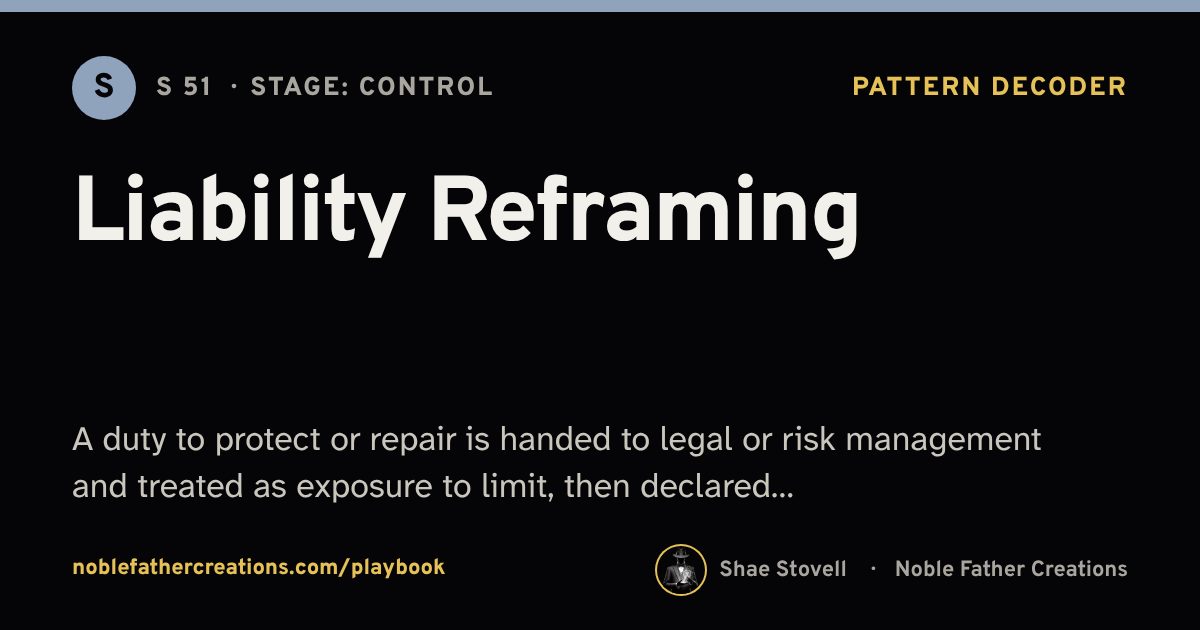 S S 51 · STAGE: CONTROL PATTERN DECODER
Liability Reframing
A duty to protect or repair is handed to legal or risk management
and treated as exposure to limit, then declared...
noblefathercreations.com/playbook Shae Stovell · Noble Father Creations